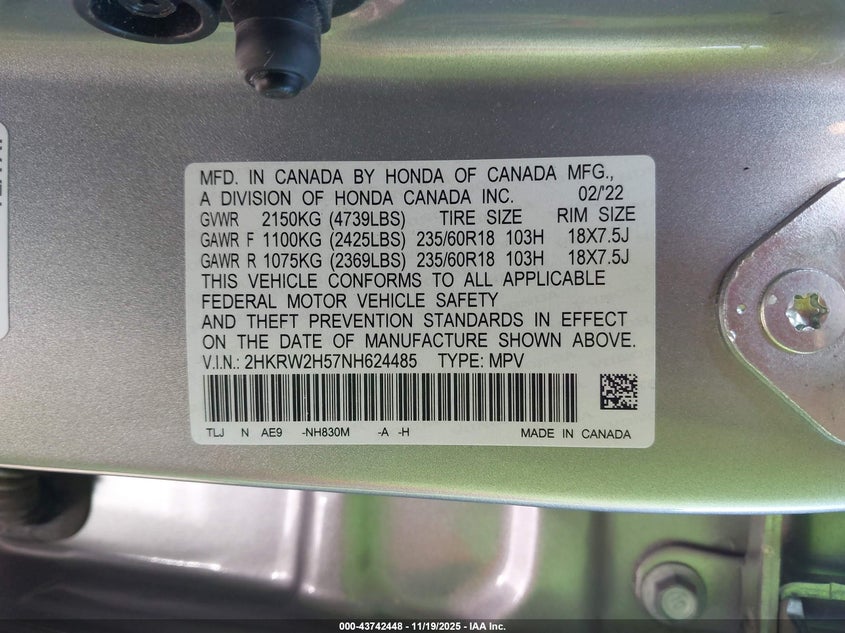 MFD. IN CANADA BY HONDA OF CANADA MFG.,
A DIVISION OF HONDA CANADA INC. 02/'22
GVWR 2150KG (4739LBS) TIRE SIZE RIM SIZE
GAWR F 1100KG (2425LBS) 235/60R18 103H 18X7.5J
GAWR R 1075KG (2369LBS) 235/60R18 103H 18X7.5J
THIS VEHICLE CONFORMS TO ALL APPLICABLE
FEDERAL MOTOR VEHICLE SAFETY
AND THEFT PREVENTION STANDARDS IN EFFECT
ON THE DATE OF MANUFACTURE SHOWN ABOVE.
V.I.N.: 2HKRW2H57NH624485 TYPE: MPV
TLJ N AE9 -NH830M -A -H MADE IN CANADA
000-43742448 - 11/19/2025 - IAA Inc.